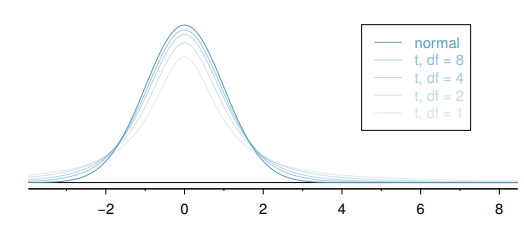 normal
t, df = 8
t, df = 4
t, df = 2
t, df = 1
−2 0 2 4 6 8